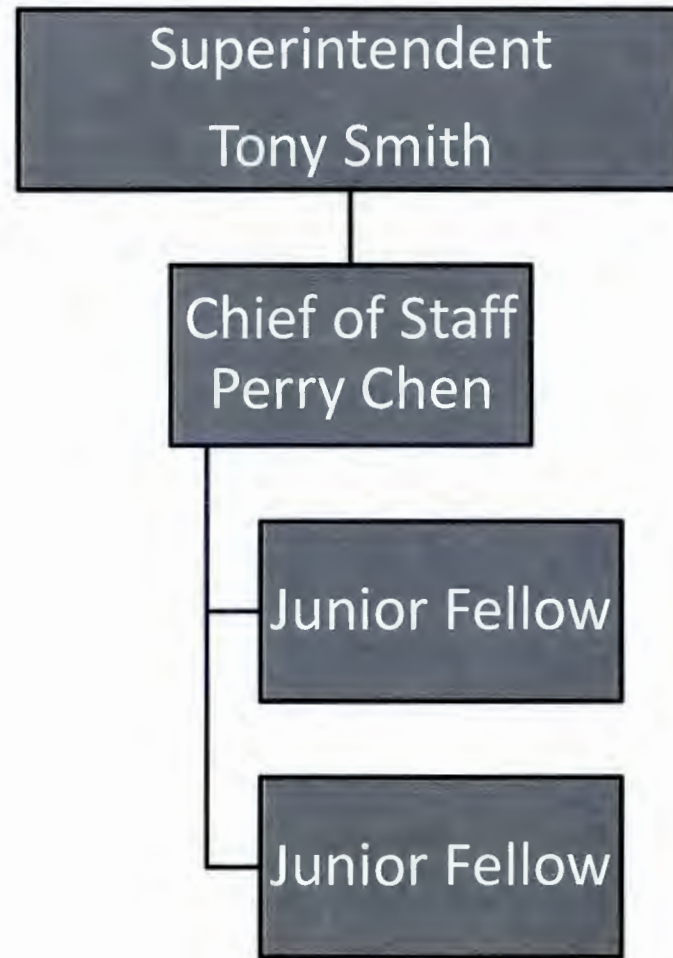 Superintendent
Tony Smith
Chief of Staff
Perry Chen
Junior Fellow
Junior Fellow